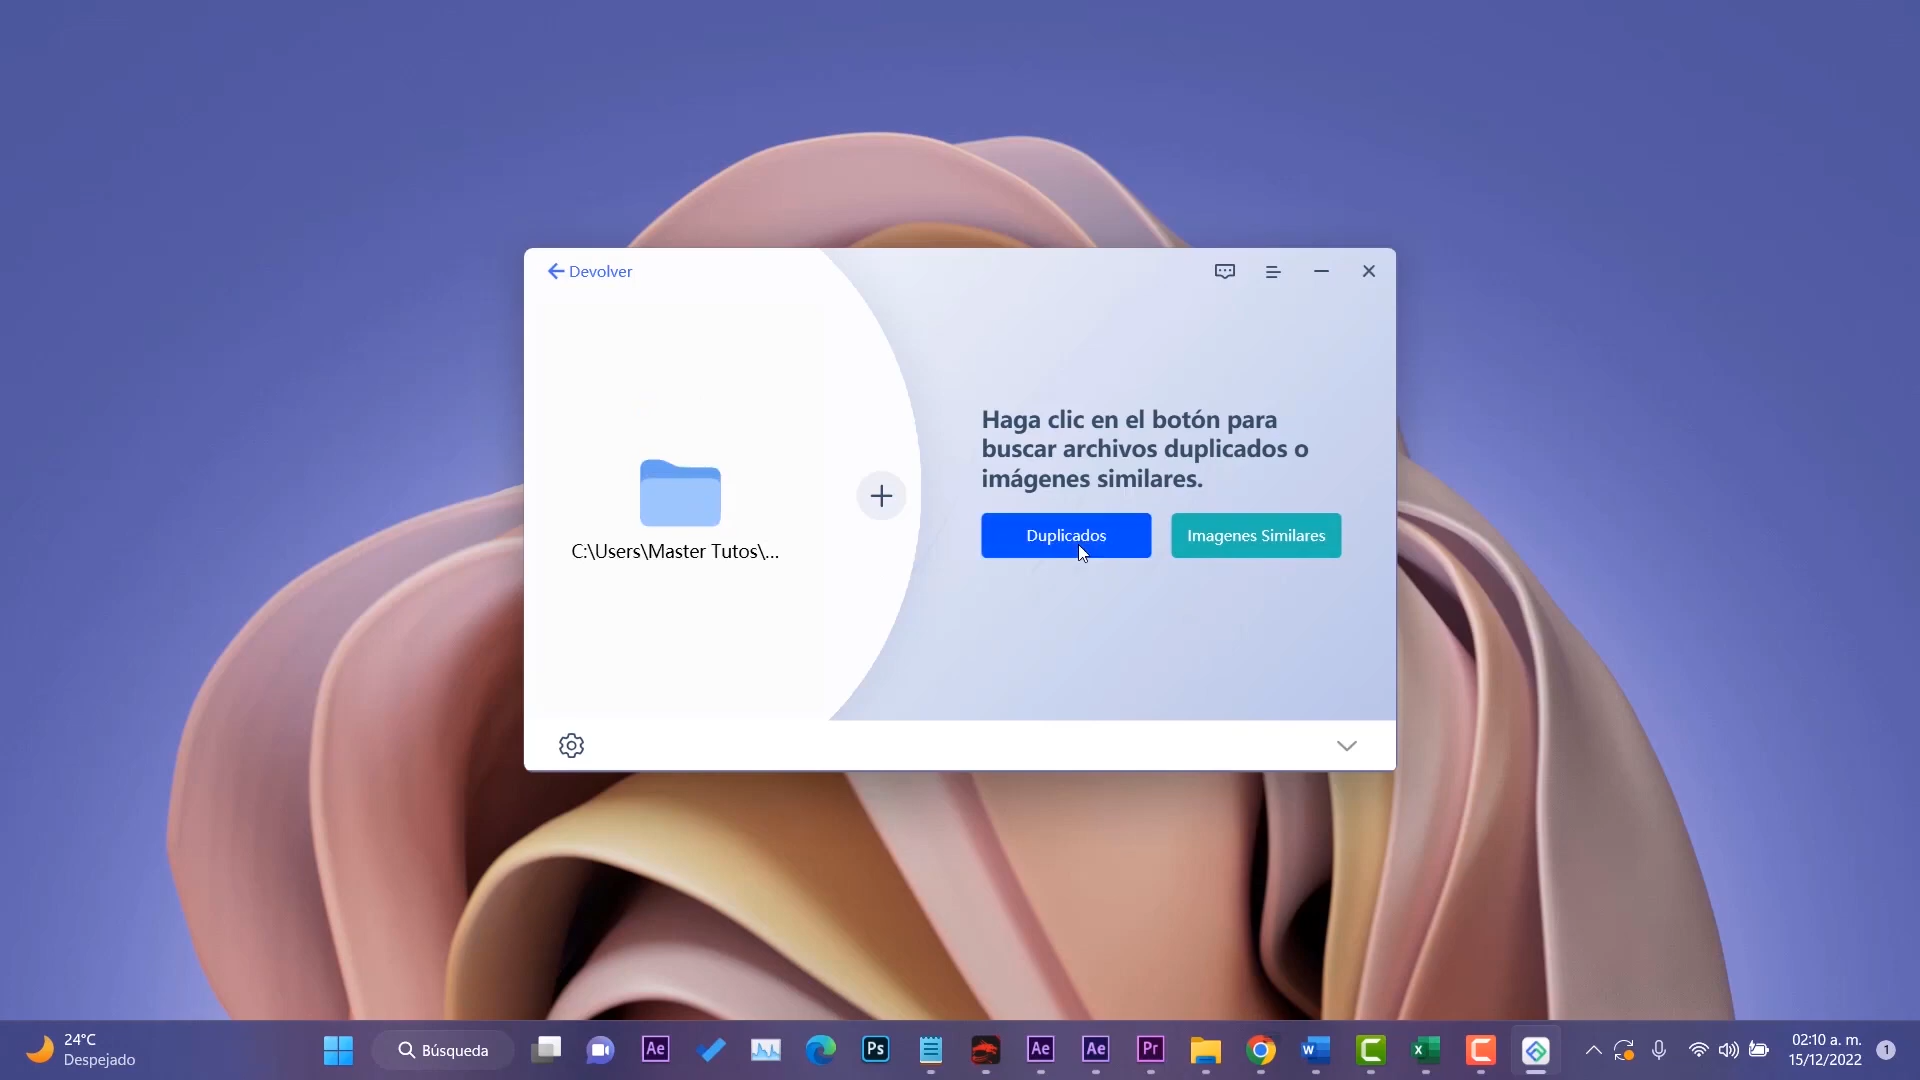 Devolver
Haga clic en el botón para
buscar archivos duplicados o
imágenes similares.
Duplicados
Imagenes Similares
C:\Users\Master Tutos\...
24°C
Despejado
Búsqueda
Ae
Ps
Ae
Ae
Pr
W
C
X
C
02:10 a. m.
15/12/2022
1